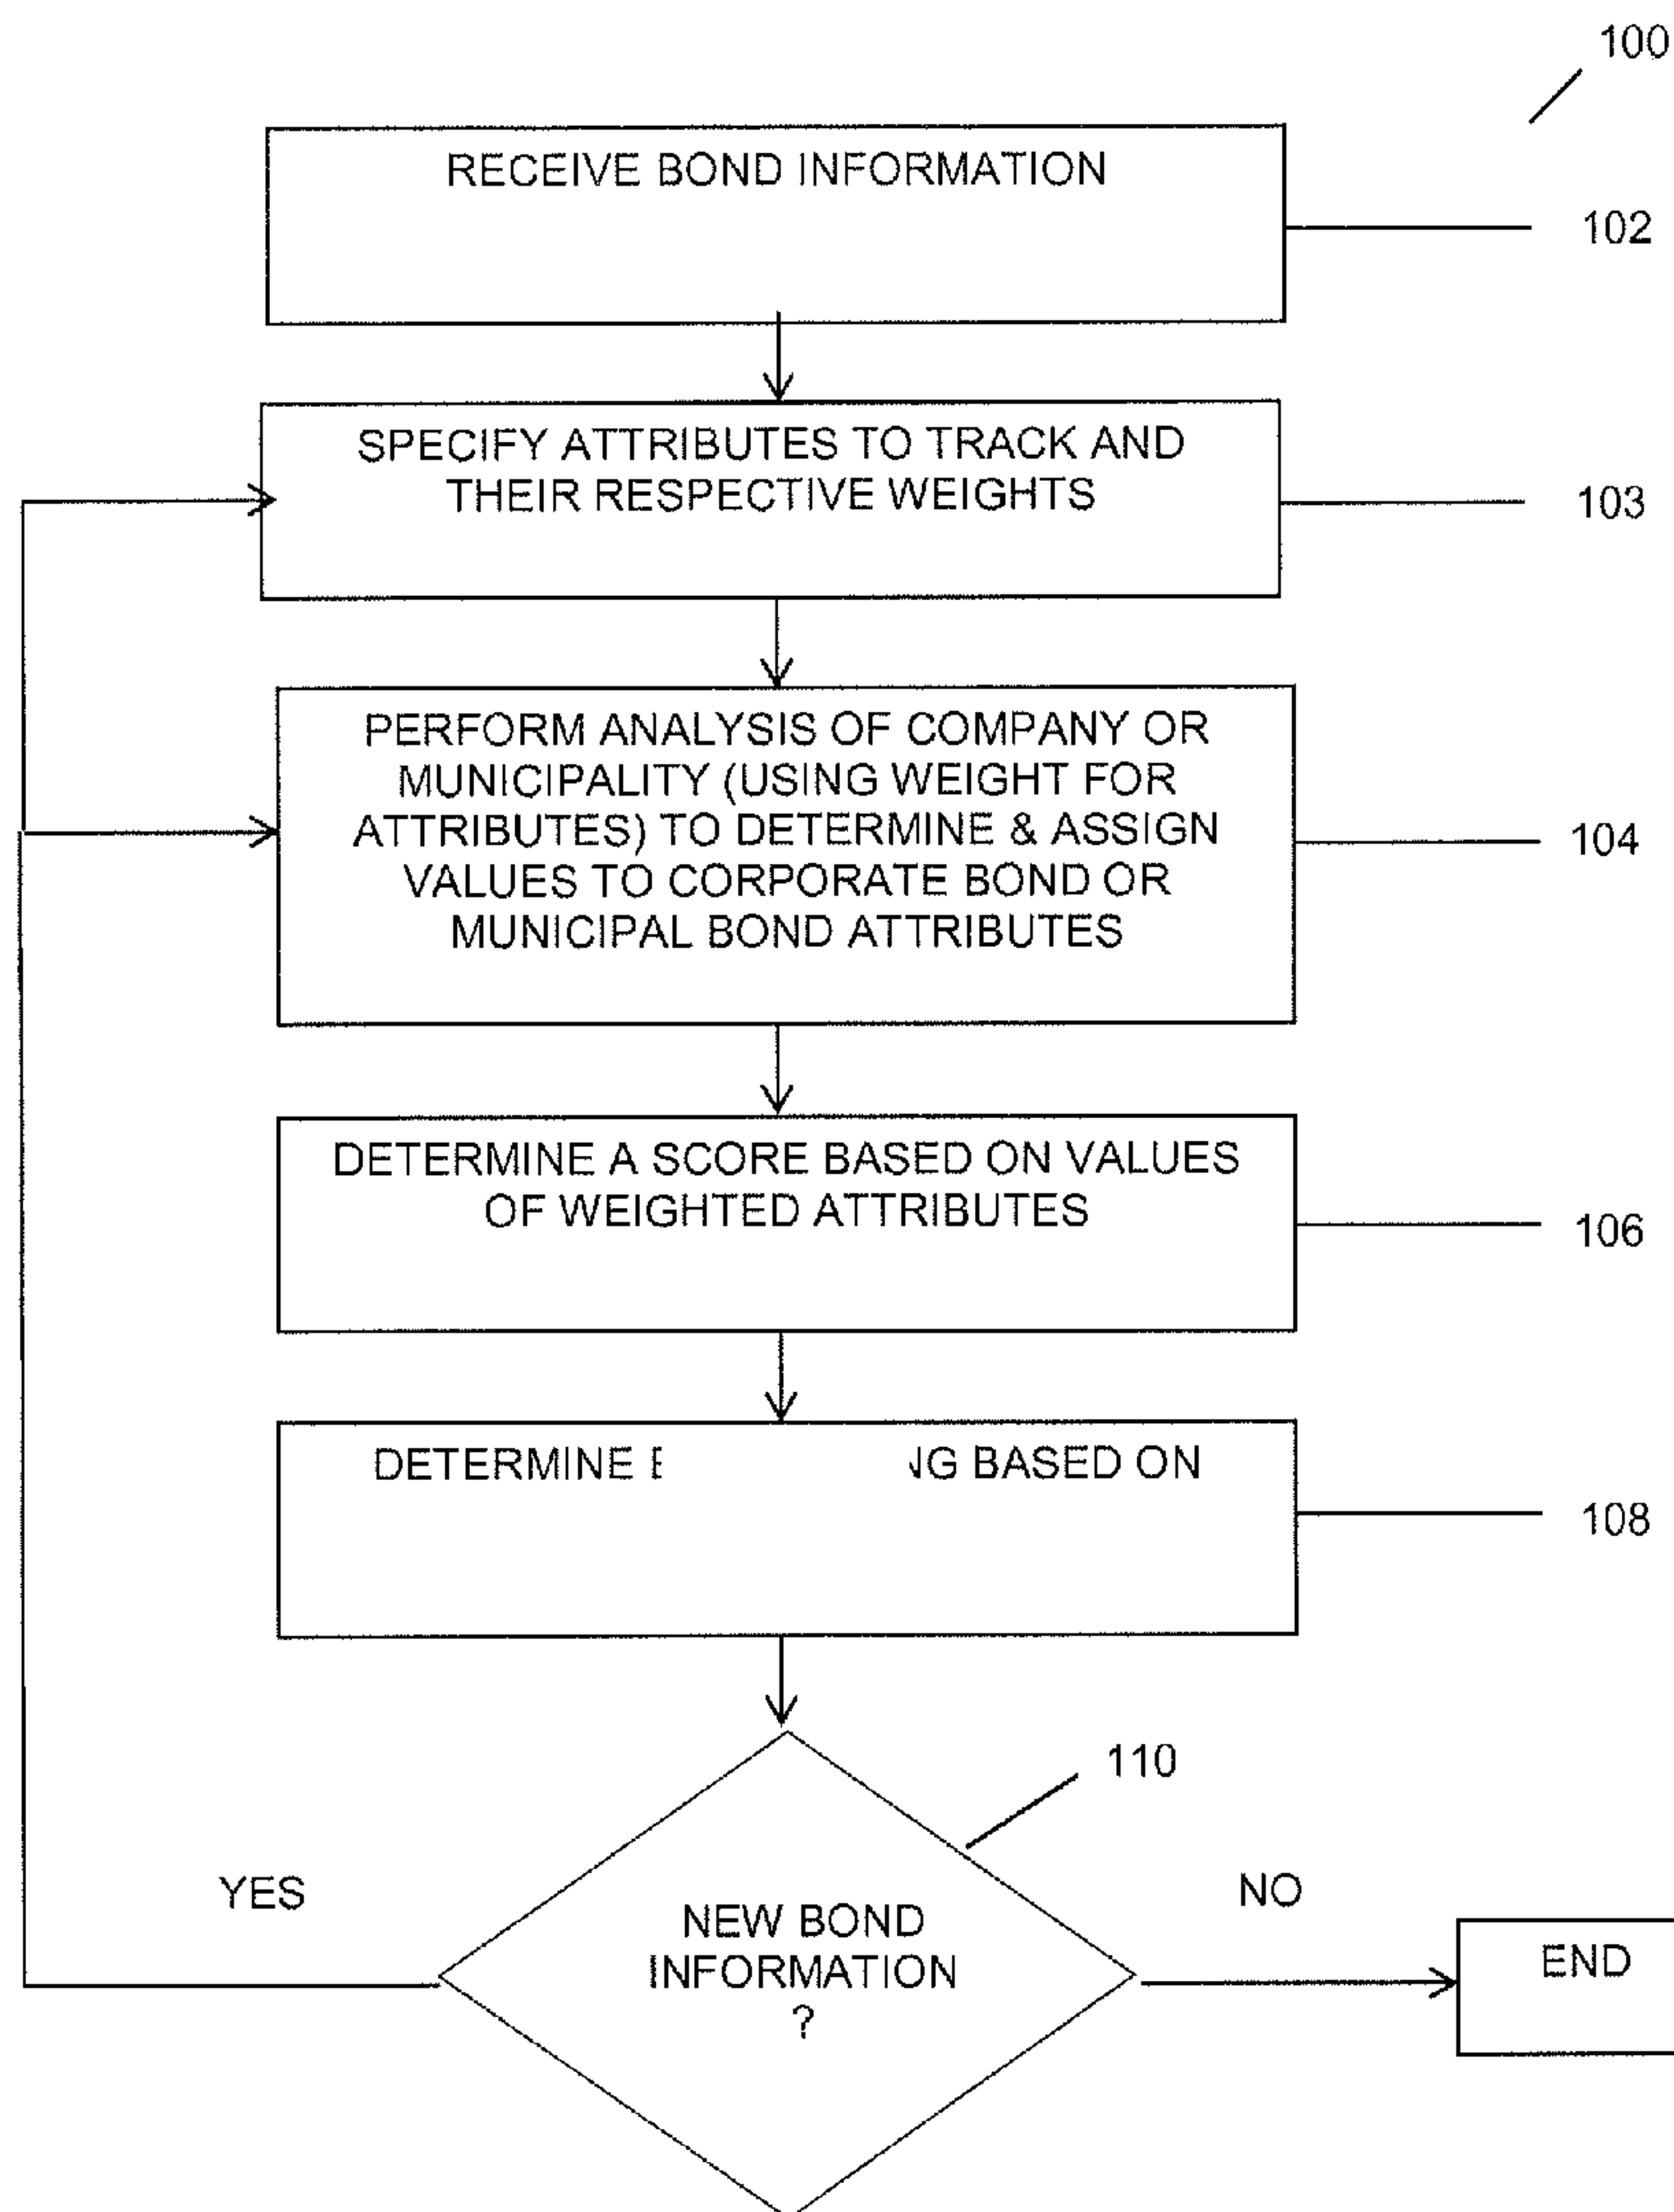 100
RECEIVE BOND INFORMATION
102
SPECIFY ATTRIBUTES TO TRACK AND
THEIR RESPECTIVE WEIGHTS
103
PERFORM ANALYSIS OF COMPANY OR
MUNICIPALITY (USING WEIGHT FOR
ATTRIBUTES) TO DETERMINE & ASSIGN
VALUES TO CORPORATE BOND OR
MUNICIPAL BOND ATTRIBUTES
104
DETERMINE A SCORE BASED ON VALUES
OF WEIGHTED ATTRIBUTES
106
DETERMINE BASED ON
108
110
YES
NEW BOND
INFORMATION
?
NO
END